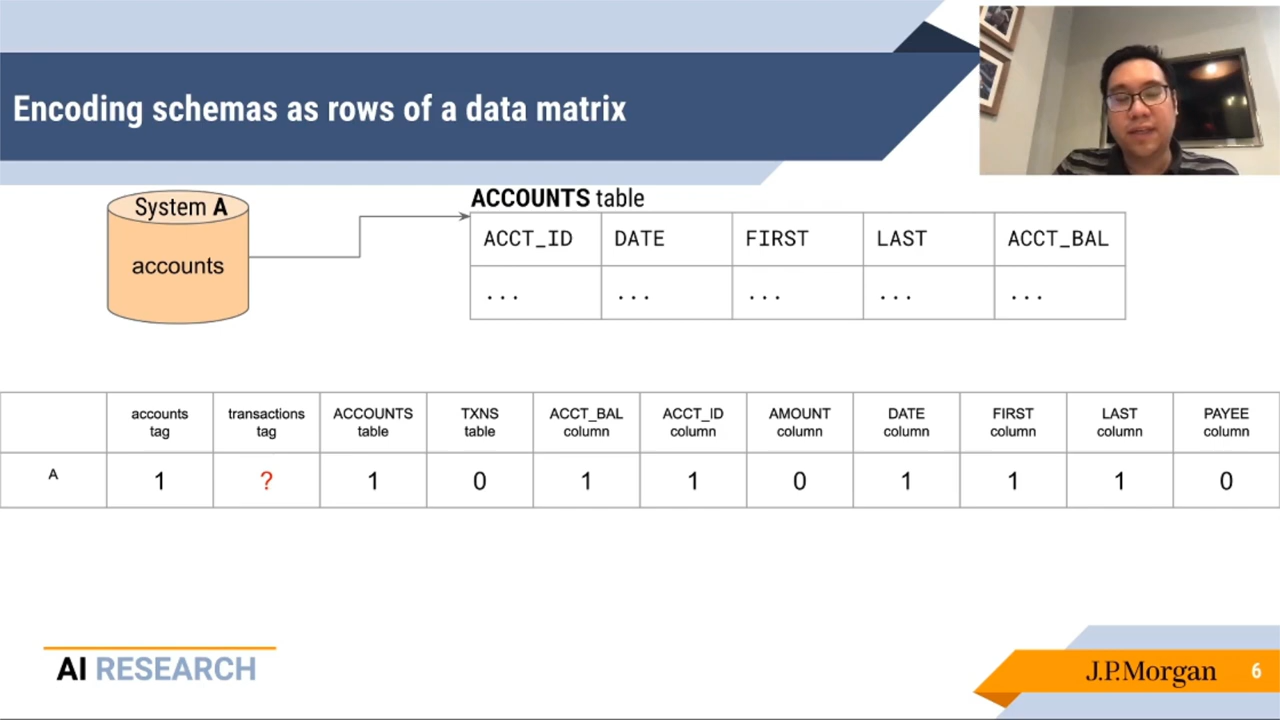 Encoding schemas as rows of a data matrix
System A
accounts
ACCOUNTS table
ACCT_ID DATE FIRST LAST ACCT_BAL
... ... ... ... ...
accounts tag transactions tag ACCOUNTS table TXNS table ACCT_BAL column ACCT_ID column AMOUNT column DATE column FIRST column LAST column PAYEE column
A 1 ? 1 0 1 1 0 1 1 1 0
AI RESEARCH
J.P.Morgan 6